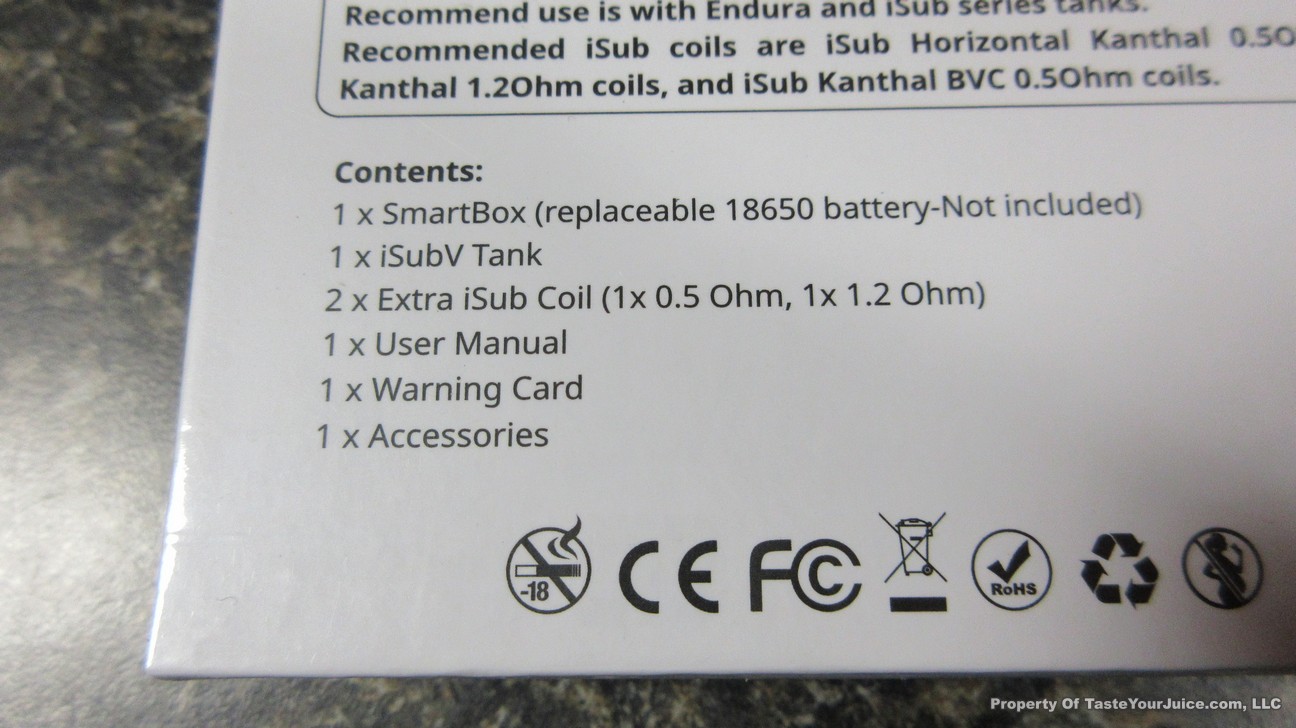 Recommend use is with Endura and iSub series tanks.
Recommended iSub coils are iSub Horizontal Kanthal 0.5O
Kanthal 1.2Ohm coils, and iSub Kanthal BVC 0.5Ohm coils.
Contents:
1 x SmartBox (replaceable 18650 battery-Not included)
1 x iSubV Tank
2 x Extra iSub Coil (1x 0.5 Ohm, 1x 1.2 Ohm)
1 x User Manual
1 x Warning Card
1 x Accessories
-18 CE FC RoHS
Property Of TasteYourJuice.com, LLC